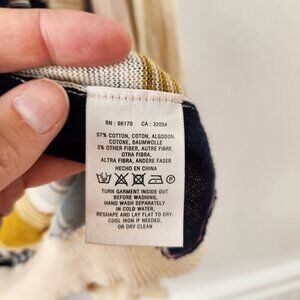 RN : 66170 CA : 32054
97% COTTON, COTON, ALGODON,
COTONE, BAUMWOLLE
3% OTHER FIBER, AUTRE FIBRE,
OTRA FIBRA,
ALTRA FIBRA, ANDERE FASER
HECHO EN CHINA
TURN GARMENT INSIDE OUT
BEFORE WASHING,
HAND WASH SEPARATELY
IN COLD WATER,
RESHAPE AND LAY FLAT TO DRY.
COOL IRON IF NEEDED.
OR DRY CLEAN